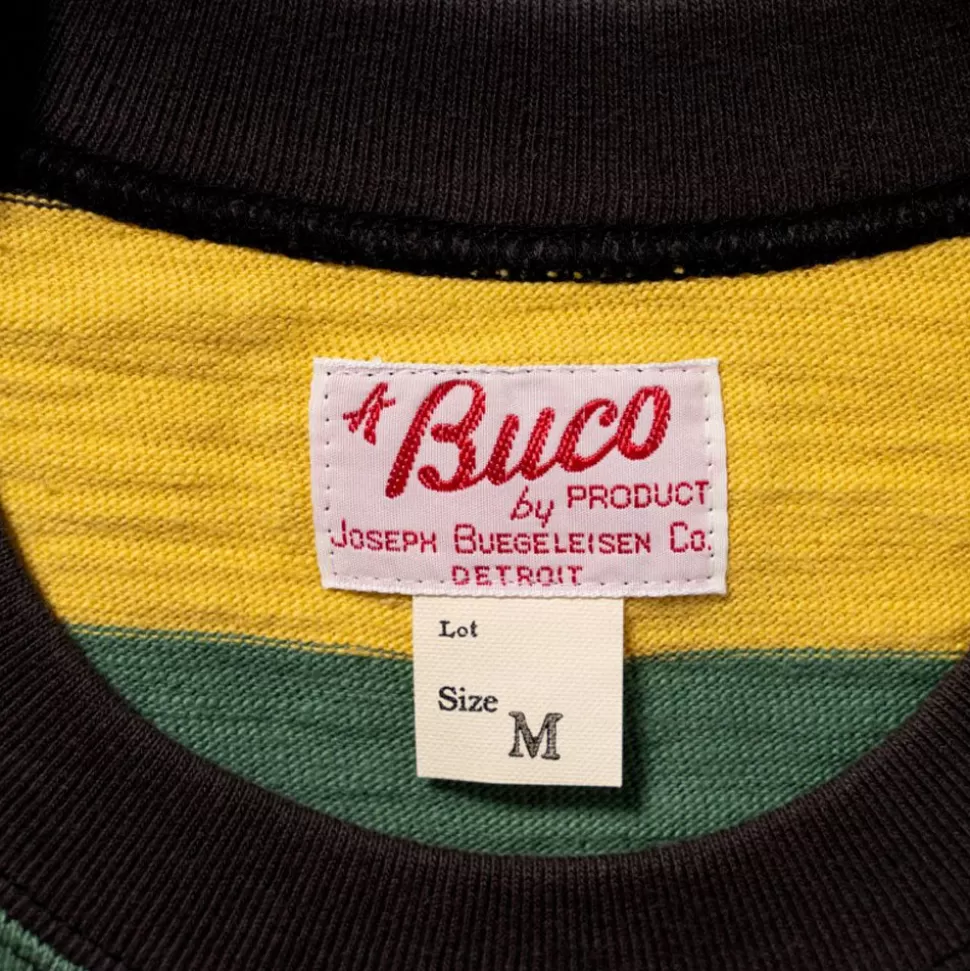 A Buco
by PRODUCT
JOSEPH BUEGELEISEN CO.
DETROIT
Lot
Size M